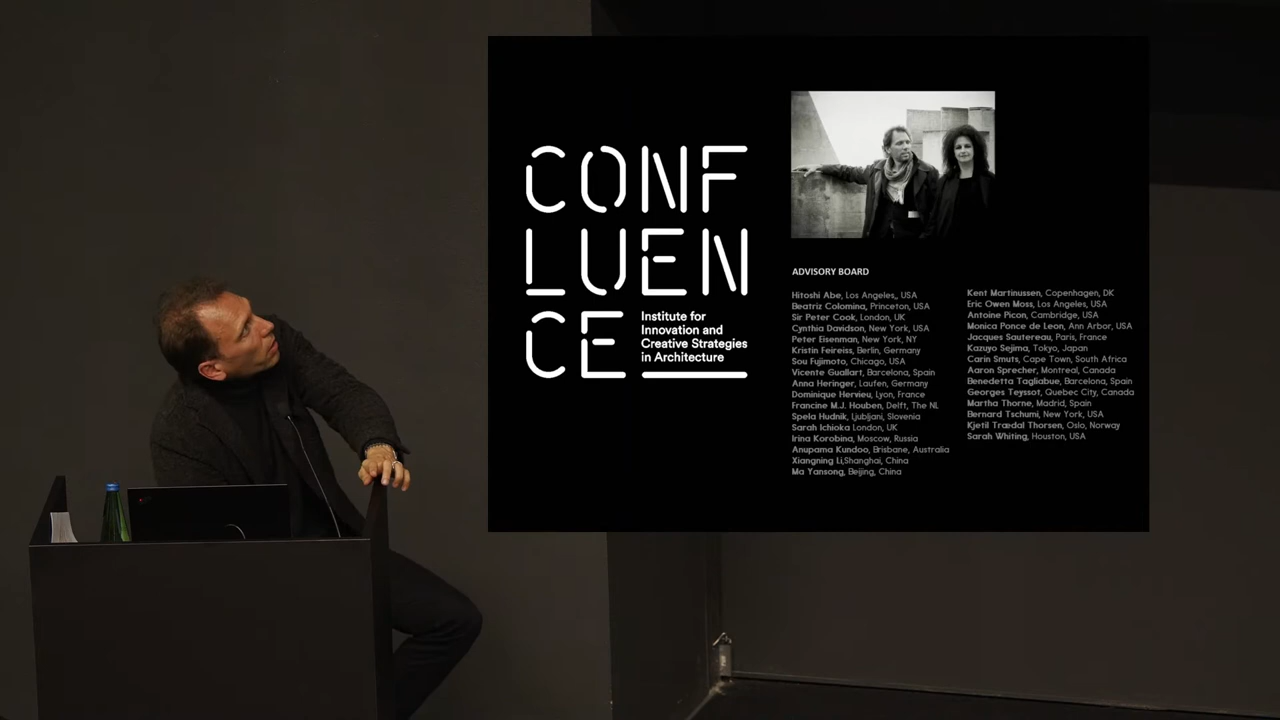 CONF
LUEN
CE
Institute for
Innovation and
Creative Strategies
in Architecture
ADVISORY BOARD
Hitoshi Abe, Los Angeles,, USA
Beatriz Colomina, Princeton, USA
Sir Peter Cook, London, UK
Cynthia Davidson, New York, USA
Peter Eisenman, New York, NY
Kristin Feireiss, Berlin, Germany
Sou Fujimoto, Chicago, USA
Vicente Guallart, Barcelona, Spain
Anna Heringer, Laufen, Germany
Dominique Hervieu, Lyon, France
Francine M.J. Houben, Delft, The NL
Spela Hudnik, Ljubljani, Slovenia
Sarah Ichioka London, UK
Irina Korobina, Moscow, Russia
Anupama Kundoo, Brisbane, Australia
Xiangning Li,Shanghai, China
Ma Yansong, Beijing, China
Kent Martinussen, Copenhagen, DK
Eric Owen Moss, Los Angeles, USA
Antoine Picon, Cambridge, USA
Monica Ponce de Leon, Ann Arbor, USA
Jacques Sautereau, Paris, France
Kazuyo Sejima, Tokyo, Japan
Carin Smuts, Cape Town, South Africa
Aaron Sprecher, Montreal, Canada
Benedetta Tagliabue, Barcelona, Spain
Georges Teyssot, Quebec City, Canada
Martha Thorne, Madrid, Spain
Bernard Tschumi, New York, USA
Kjetil Trædal Thorsen, Oslo, Norway
Sarah Whiting, Houston, USA